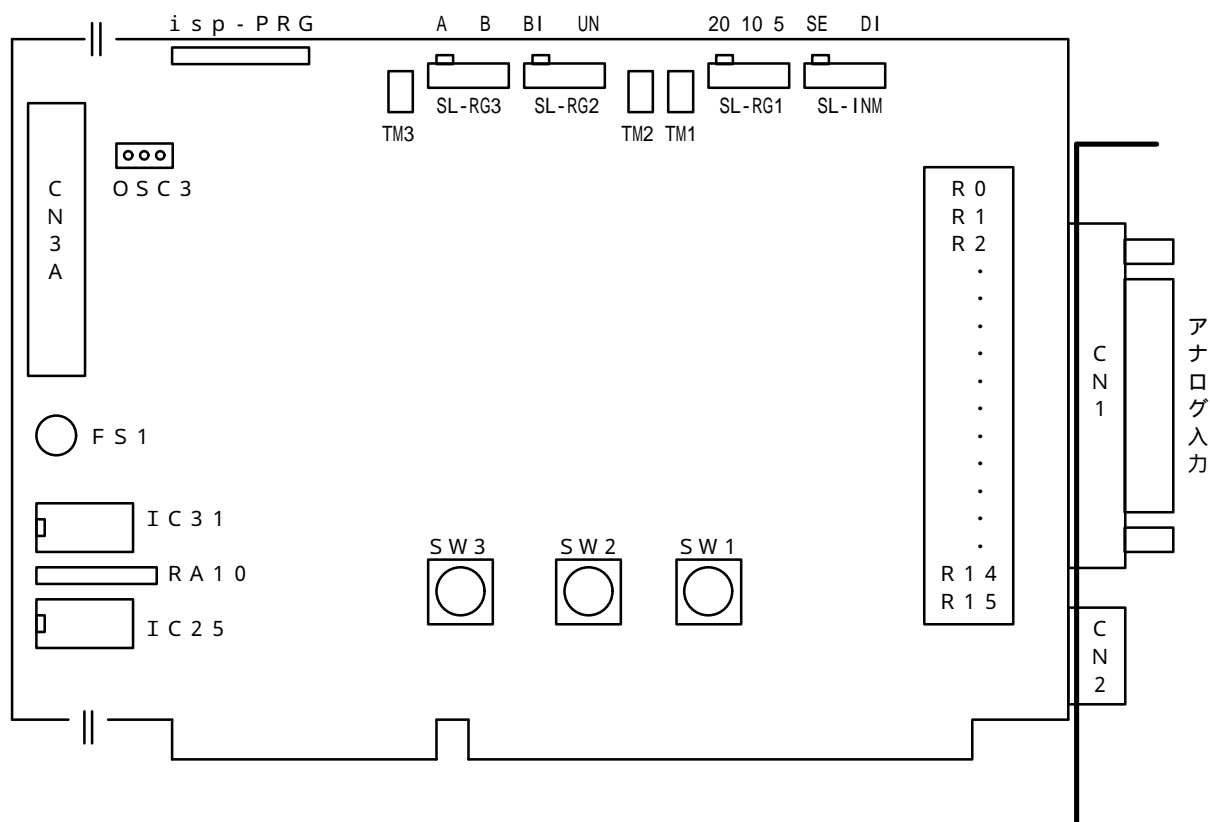 isp-PRG
A B BI UN 20 10 5 SE DI
SL-RG3 SL-RG2 SL-RG1 SL-INM
TM3 TM2 TM1
CN3A
OSC3
R0
R1
R2
・
・
・
・
・
・
・
・
・
・
・
R14
R15
CN1
アナログ入力
FS1
IC31
RA10
IC25
SW3 SW2 SW1
CN2